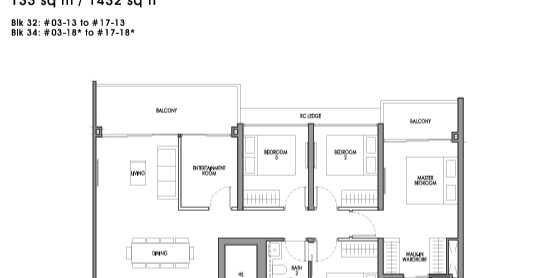 133 sq m / 1432 sq ft
Blk 32: #03-13 to #17-13
Blk 34: #03-18* to #17-18*
BALCONY
RC LEDGE
BALCONY
BEDROOM
3
BEDROOM
2
LIVING
ENTERTAINMENT
ROOM
MASTER
BEDROOM
DINING
WALK-IN
WARDROBE
HS
BATH
2